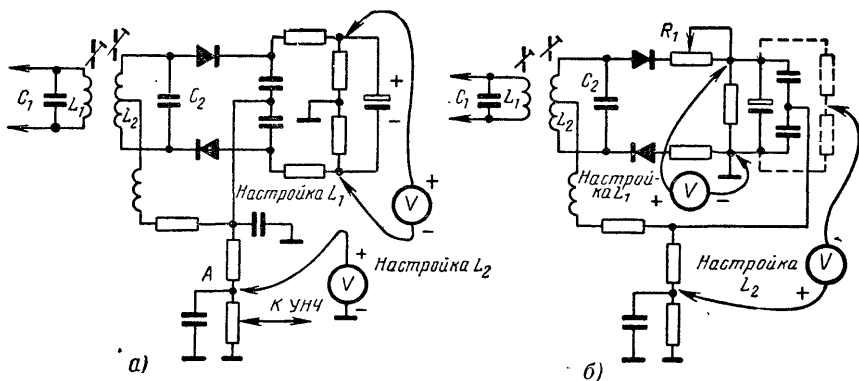 C₁
L₁
L₂
C₂
+
−
Настройка L₁
V
+
−
A
+
V
−
Настройка L₂
К УНЧ
а)
C₁
L₁
L₂
C₂
R₁
Настрой-
ка L₁
+
V
−
Настройка
L₂
−
V
+
б)